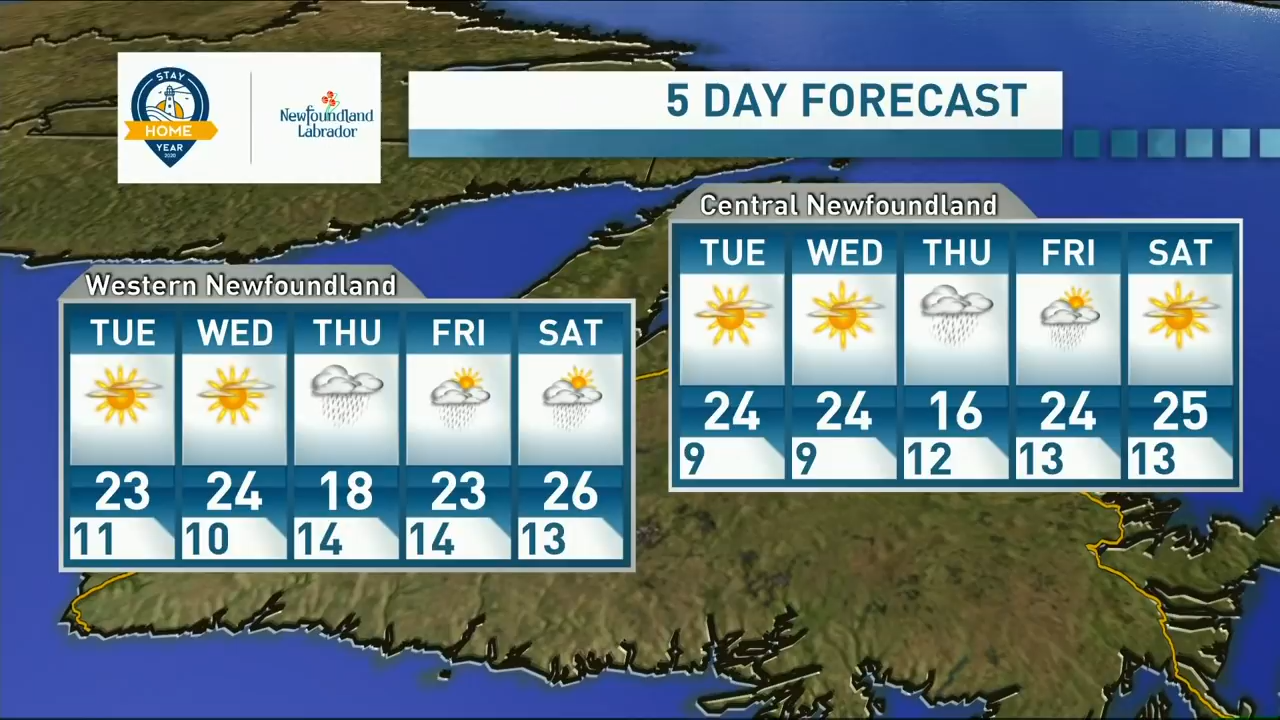 STAY
HOME
YEAR
2020
Newfoundland
Labrador
5 DAY FORECAST
Central Newfoundland
TUE WED THU FRI SAT
24 24 16 24 25
9 9 12 13 13
Western Newfoundland
TUE WED THU FRI SAT
23 24 18 23 26
11 10 14 14 13